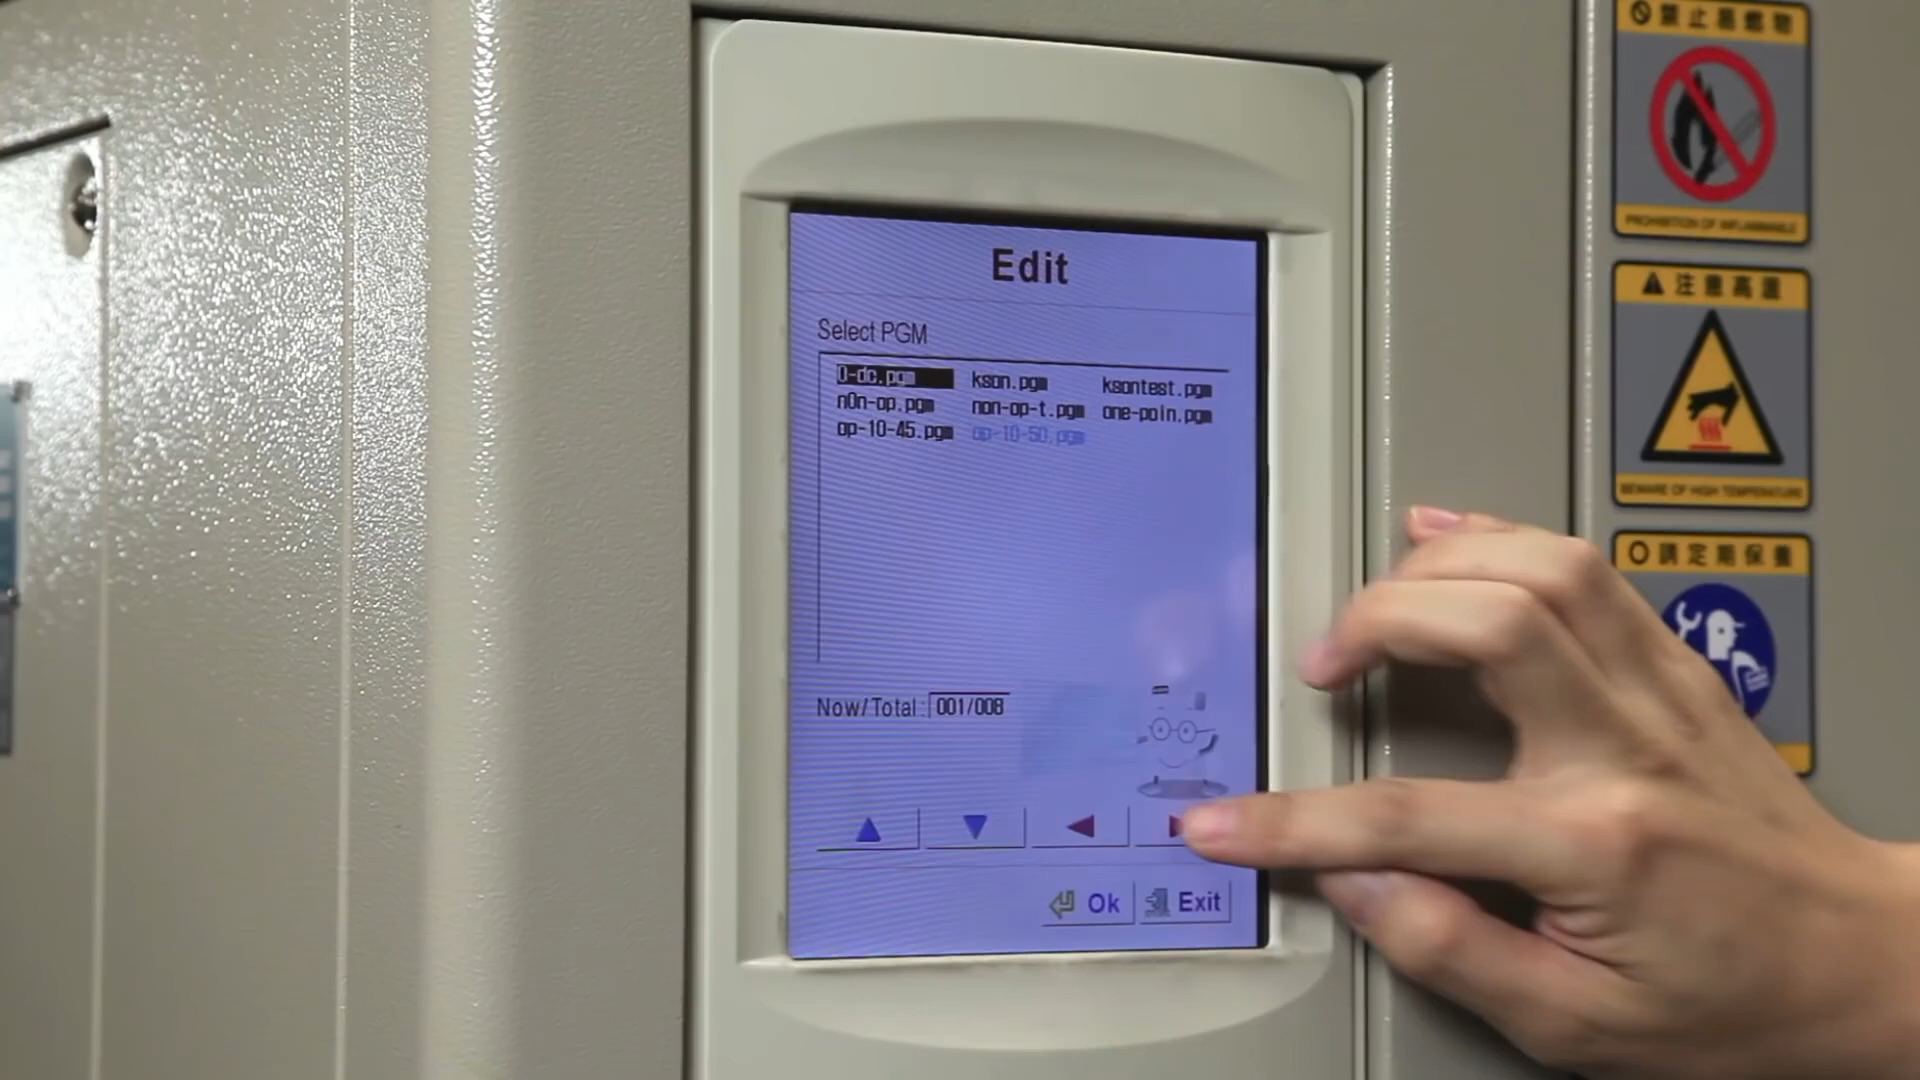 Edit
Select PGM
0-dc.pgm kson.pgm ksontest.pgm
n0n-op.pgm non-op-t.pgm one-poin.pgm
op-10-45.pgm op-10-50.pgm
Now/Total: 001/008
Ok Exit
禁止易燃物
PROHIBITION OF INFLAMMABLE
注意高溫
BEWARE OF HIGH TEMPERATURE
請定期保養